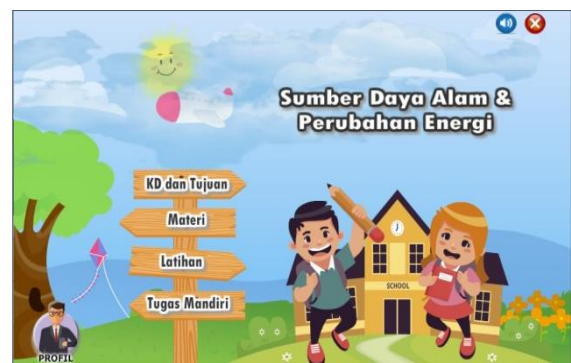 Sumber Daya Alam &
Perubahan Energi
KD dan Tujuan
Materi
Latihan
Tugas Mandiri
SCHOOL
PROFIL